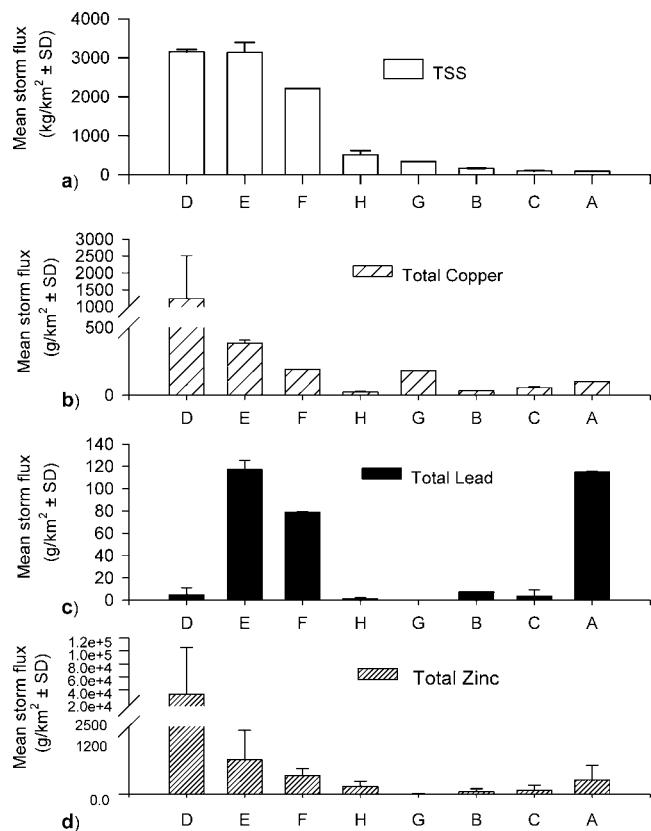 Mean storm flux
(kg/km² ± SD)
4000
3000
2000
1000
0
TSS
a)
D E F H G B C A
Mean storm flux
(g/km² ± SD)
3000
2500
2000
1500
1000
500
0
Total Copper
b)
D E F H G B C A
Mean storm flux
(g/km² ± SD)
140
120
100
80
60
40
20
0
Total Lead
c)
D E F H G B C A
Mean storm flux
(g/km² ± SD)
1.2e+5
1.0e+5
8.0e+4
6.0e+4
4.0e+4
2.0e+4
2500
1200
0.0
Total Zinc
d)
D E F H G B C A